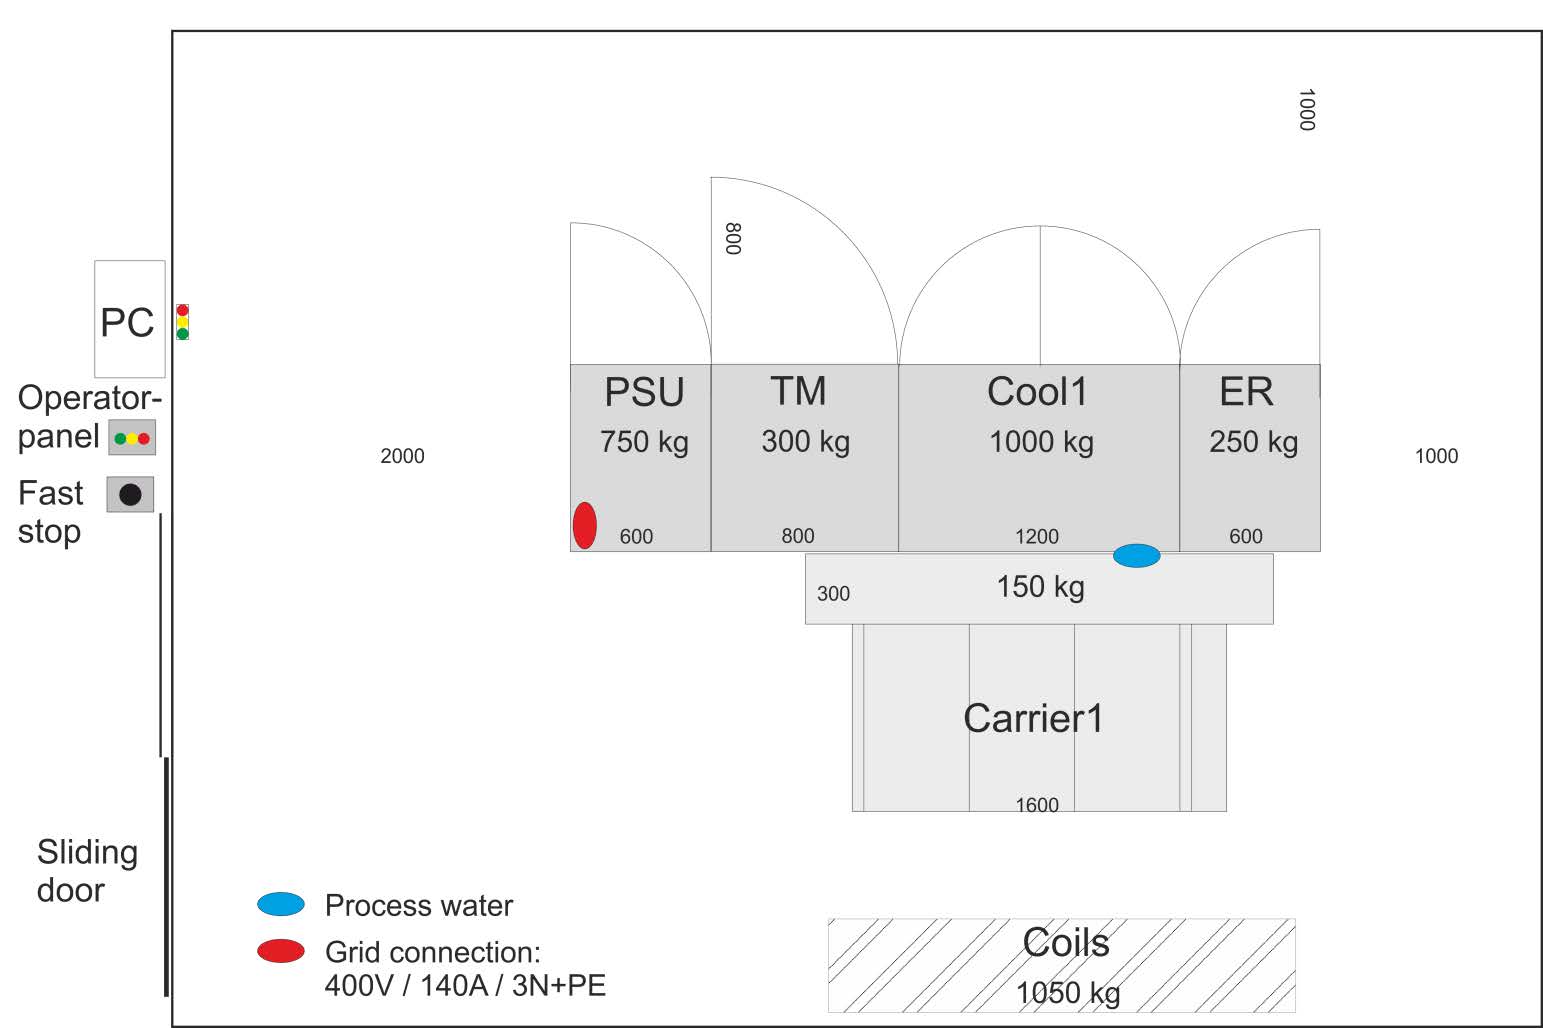 1000
800
PC
Operator-
panel
Fast
stop
2000
PSU
750 kg
600
TM
300 kg
800
Cool1
1000 kg
1200
ER
250 kg
600
1000
300
150 kg
Carrier1
1600
Sliding
door
Process water
Grid connection:
400V / 140A / 3N+PE
Coils
1050 kg